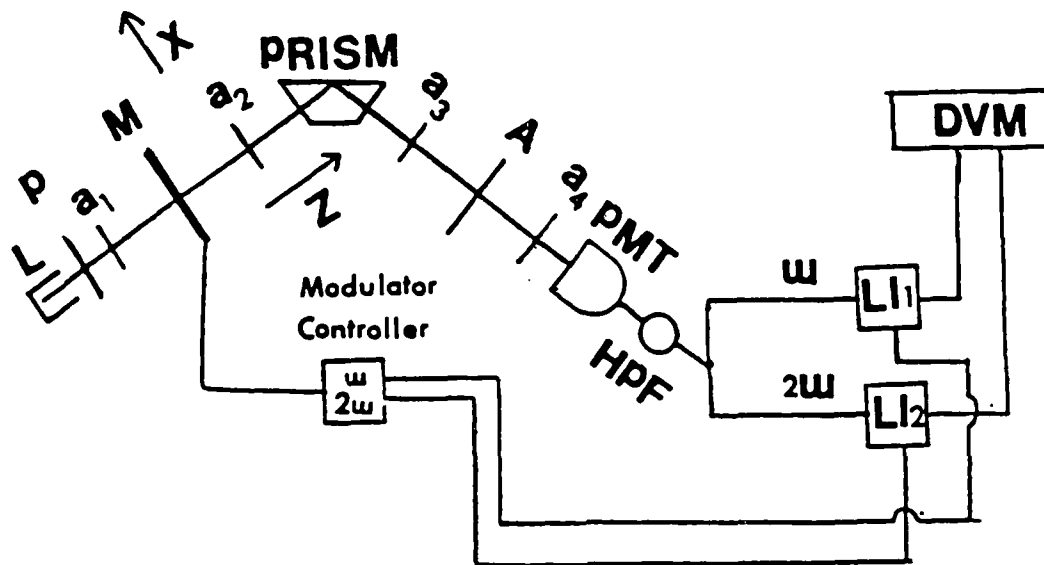 X
PRISM
a2
a3
M
A
DVM
P
a1
Z
a4
PMT
L
ω
LI1
Modulator
Controller
HPF
ω
2ω
2ω
LI2